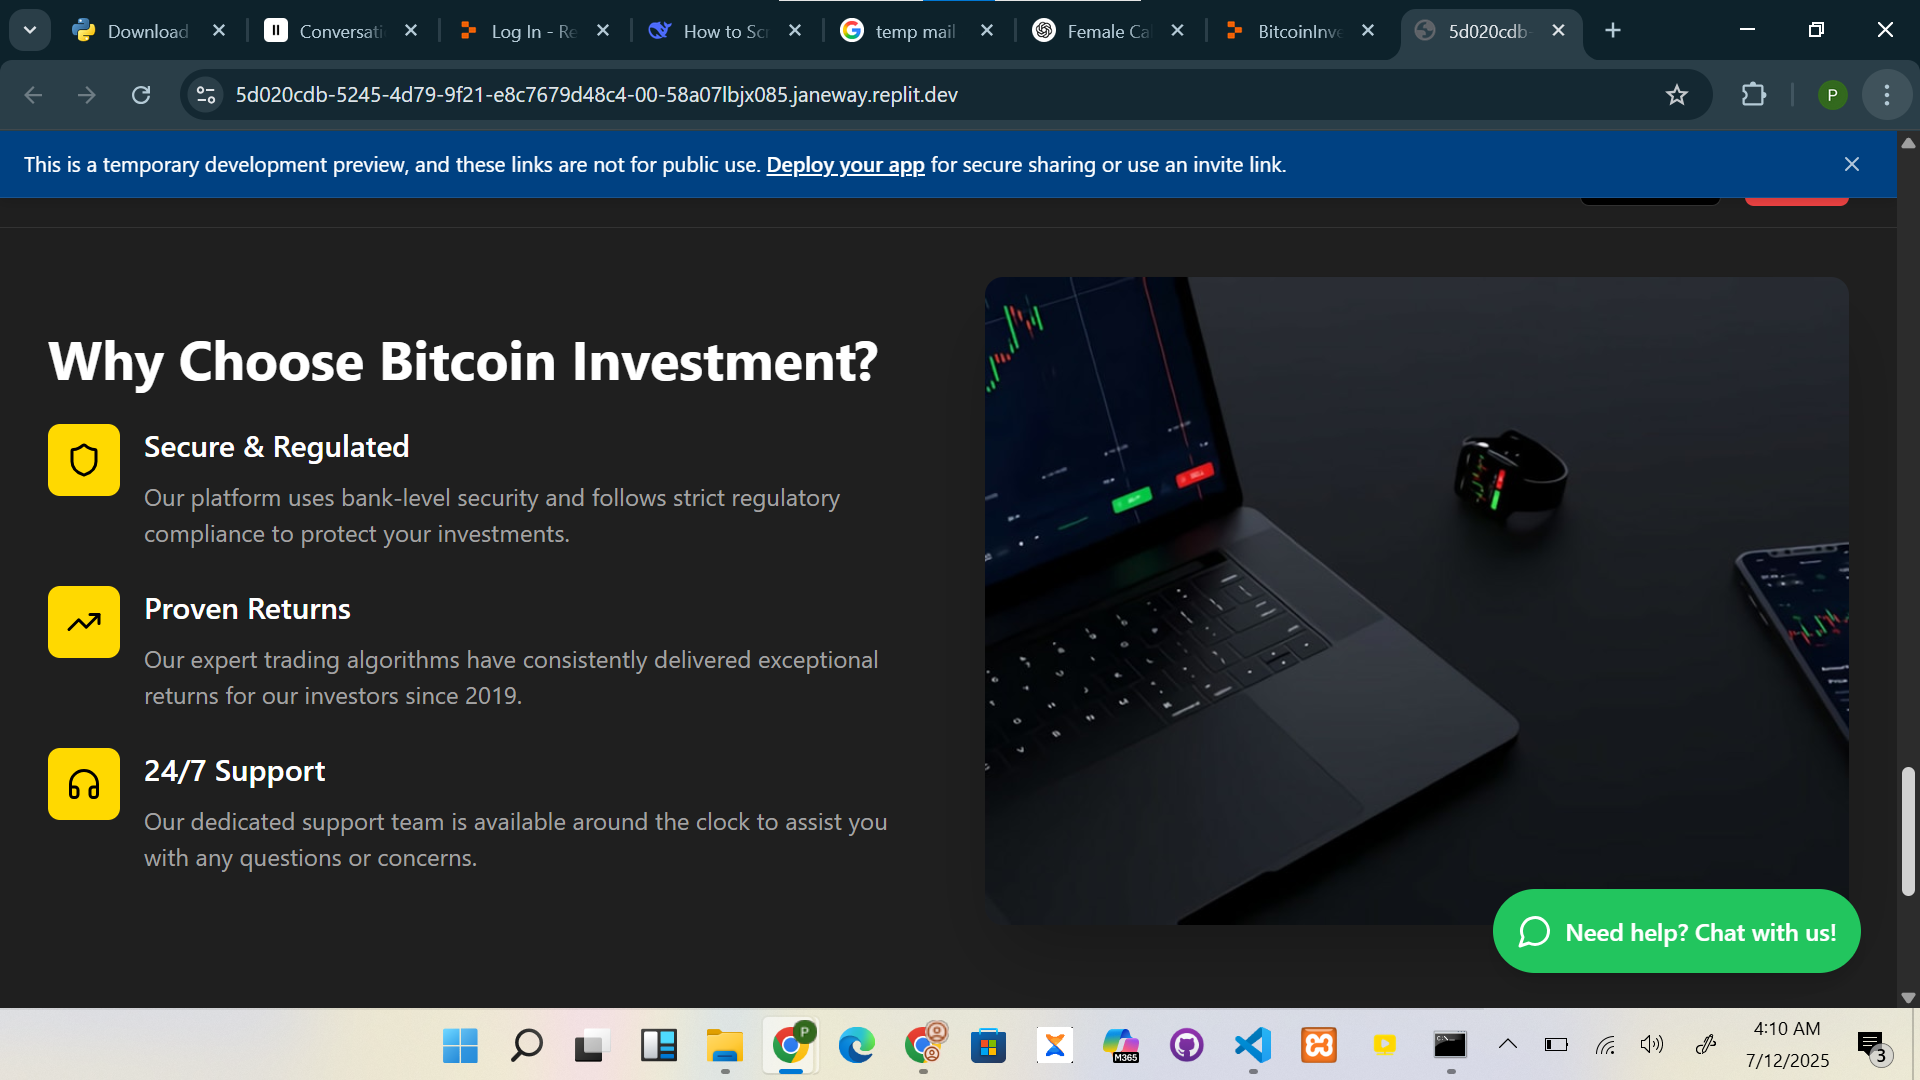 Download
Conversati
Log In - Re
How to Scr
temp mail
Female Cal
BitcoinInve
5d020cdb-
5d020cdb-5245-4d79-9f21-e8c7679d48c4-00-58a07lbjx085.janeway.replit.dev
P
This is a temporary development preview, and these links are not for public use. Deploy your app for secure sharing or use an invite link.
Why Choose Bitcoin Investment?
Secure & Regulated
Our platform uses bank-level security and follows strict regulatory
compliance to protect your investments.
Proven Returns
Our expert trading algorithms have consistently delivered exceptional
returns for our investors since 2019.
24/7 Support
Our dedicated support team is available around the clock to assist you
with any questions or concerns.
Need help? Chat with us!
P
M365
4:10 AM
7/12/2025
3